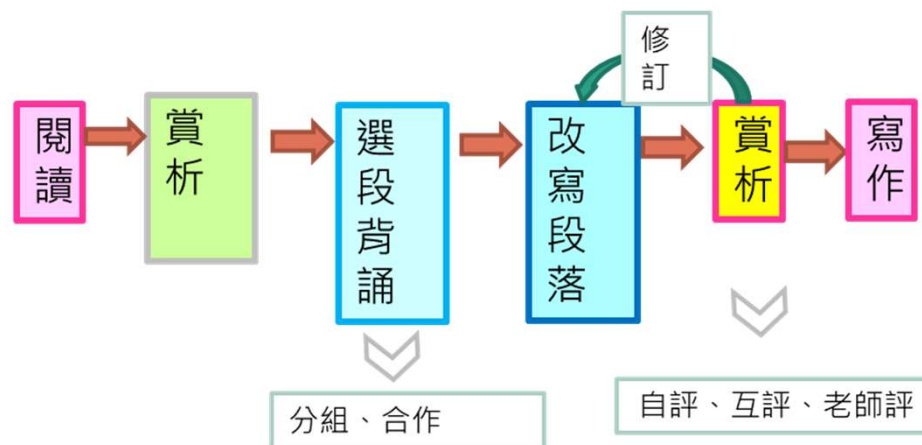 修訂
閱讀
賞析
選段背誦
改寫段落
賞析
寫作
分組、合作
自評、互評、老師評